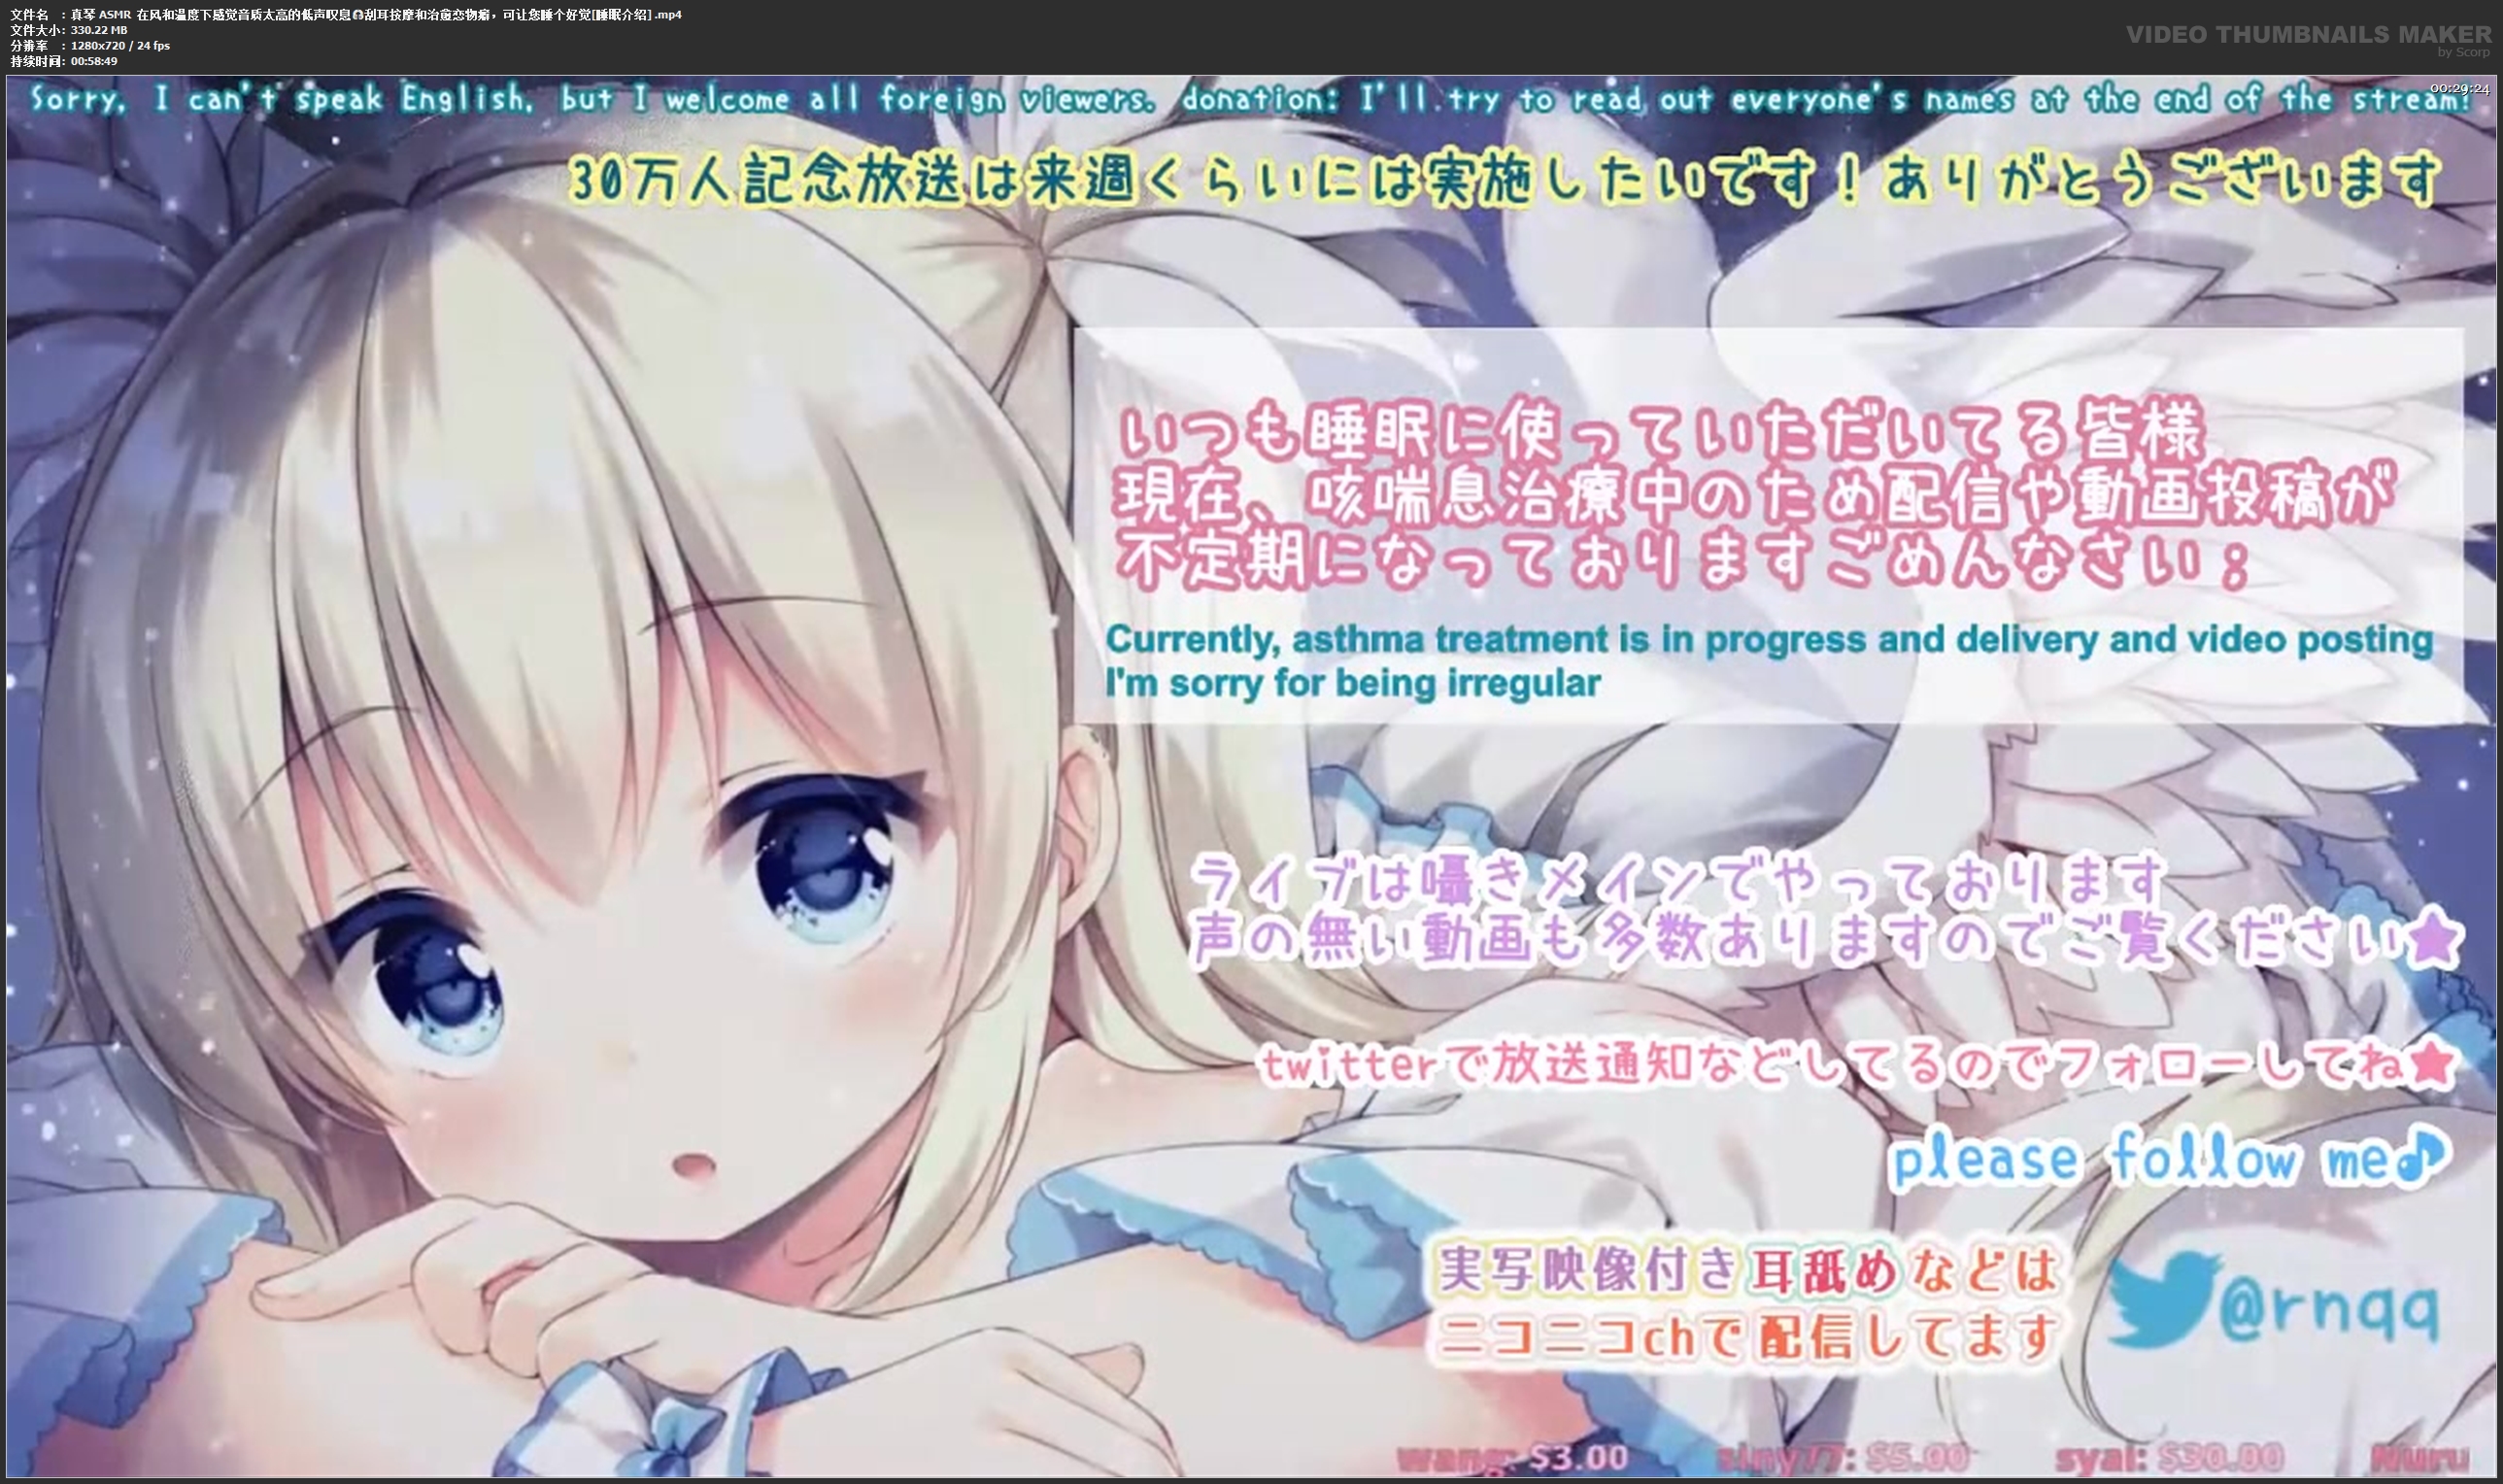 文件名 : 真琴 ASMR 在风和温度下感觉音质太高的低声叹息🎧刮耳按摩和治愈恋物癖，可让您睡个好觉[睡眠介绍] .mp4
文件大小: 330.22 MB
分辨率 : 1280x720 / 24 fps
持续时间: 00:58:49
VIDEO THUMBNAILS MAKER
by Scorp
00:29:24
Sorry, I can't speak English, but I welcome all foreign viewers. donation: I'll try to read out everyone's names at the end of the stream!
30万人記念放送は来週くらいには実施したいです！ありがとうございます
いつも睡眠に使っていただいてる皆様
現在、咳喘息治療中のため配信や動画投稿が
不定期になっておりますごめんなさい；
Currently, asthma treatment is in progress and delivery and video posting
I'm sorry for being irregular
ライブは囁きメインでやっております
声の無い動画も多数ありますのでご覧ください★
twitterで放送通知などしてるのでフォローしてね★
please follow me♪
実写映像付き耳舐めなどは
ニコニコchで配信してます
@rnqq
wang: $3.00 : $5.00 syal: $30.00 Nuru